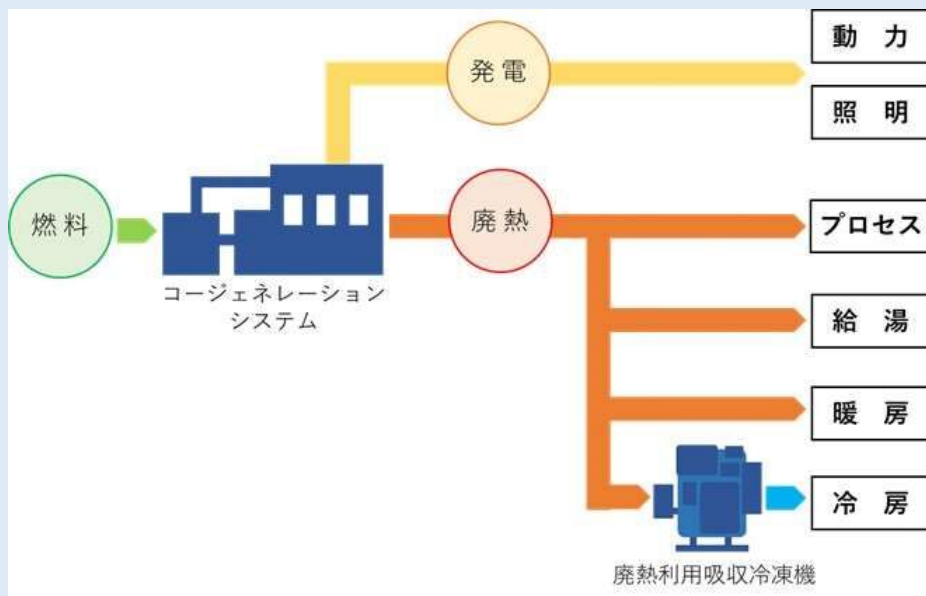 動 力
発 電
照 明
燃 料
廃 熱
プロセス
コージェネレーション
システム
給 湯
暖 房
冷 房
廃熱利用吸収冷凍機